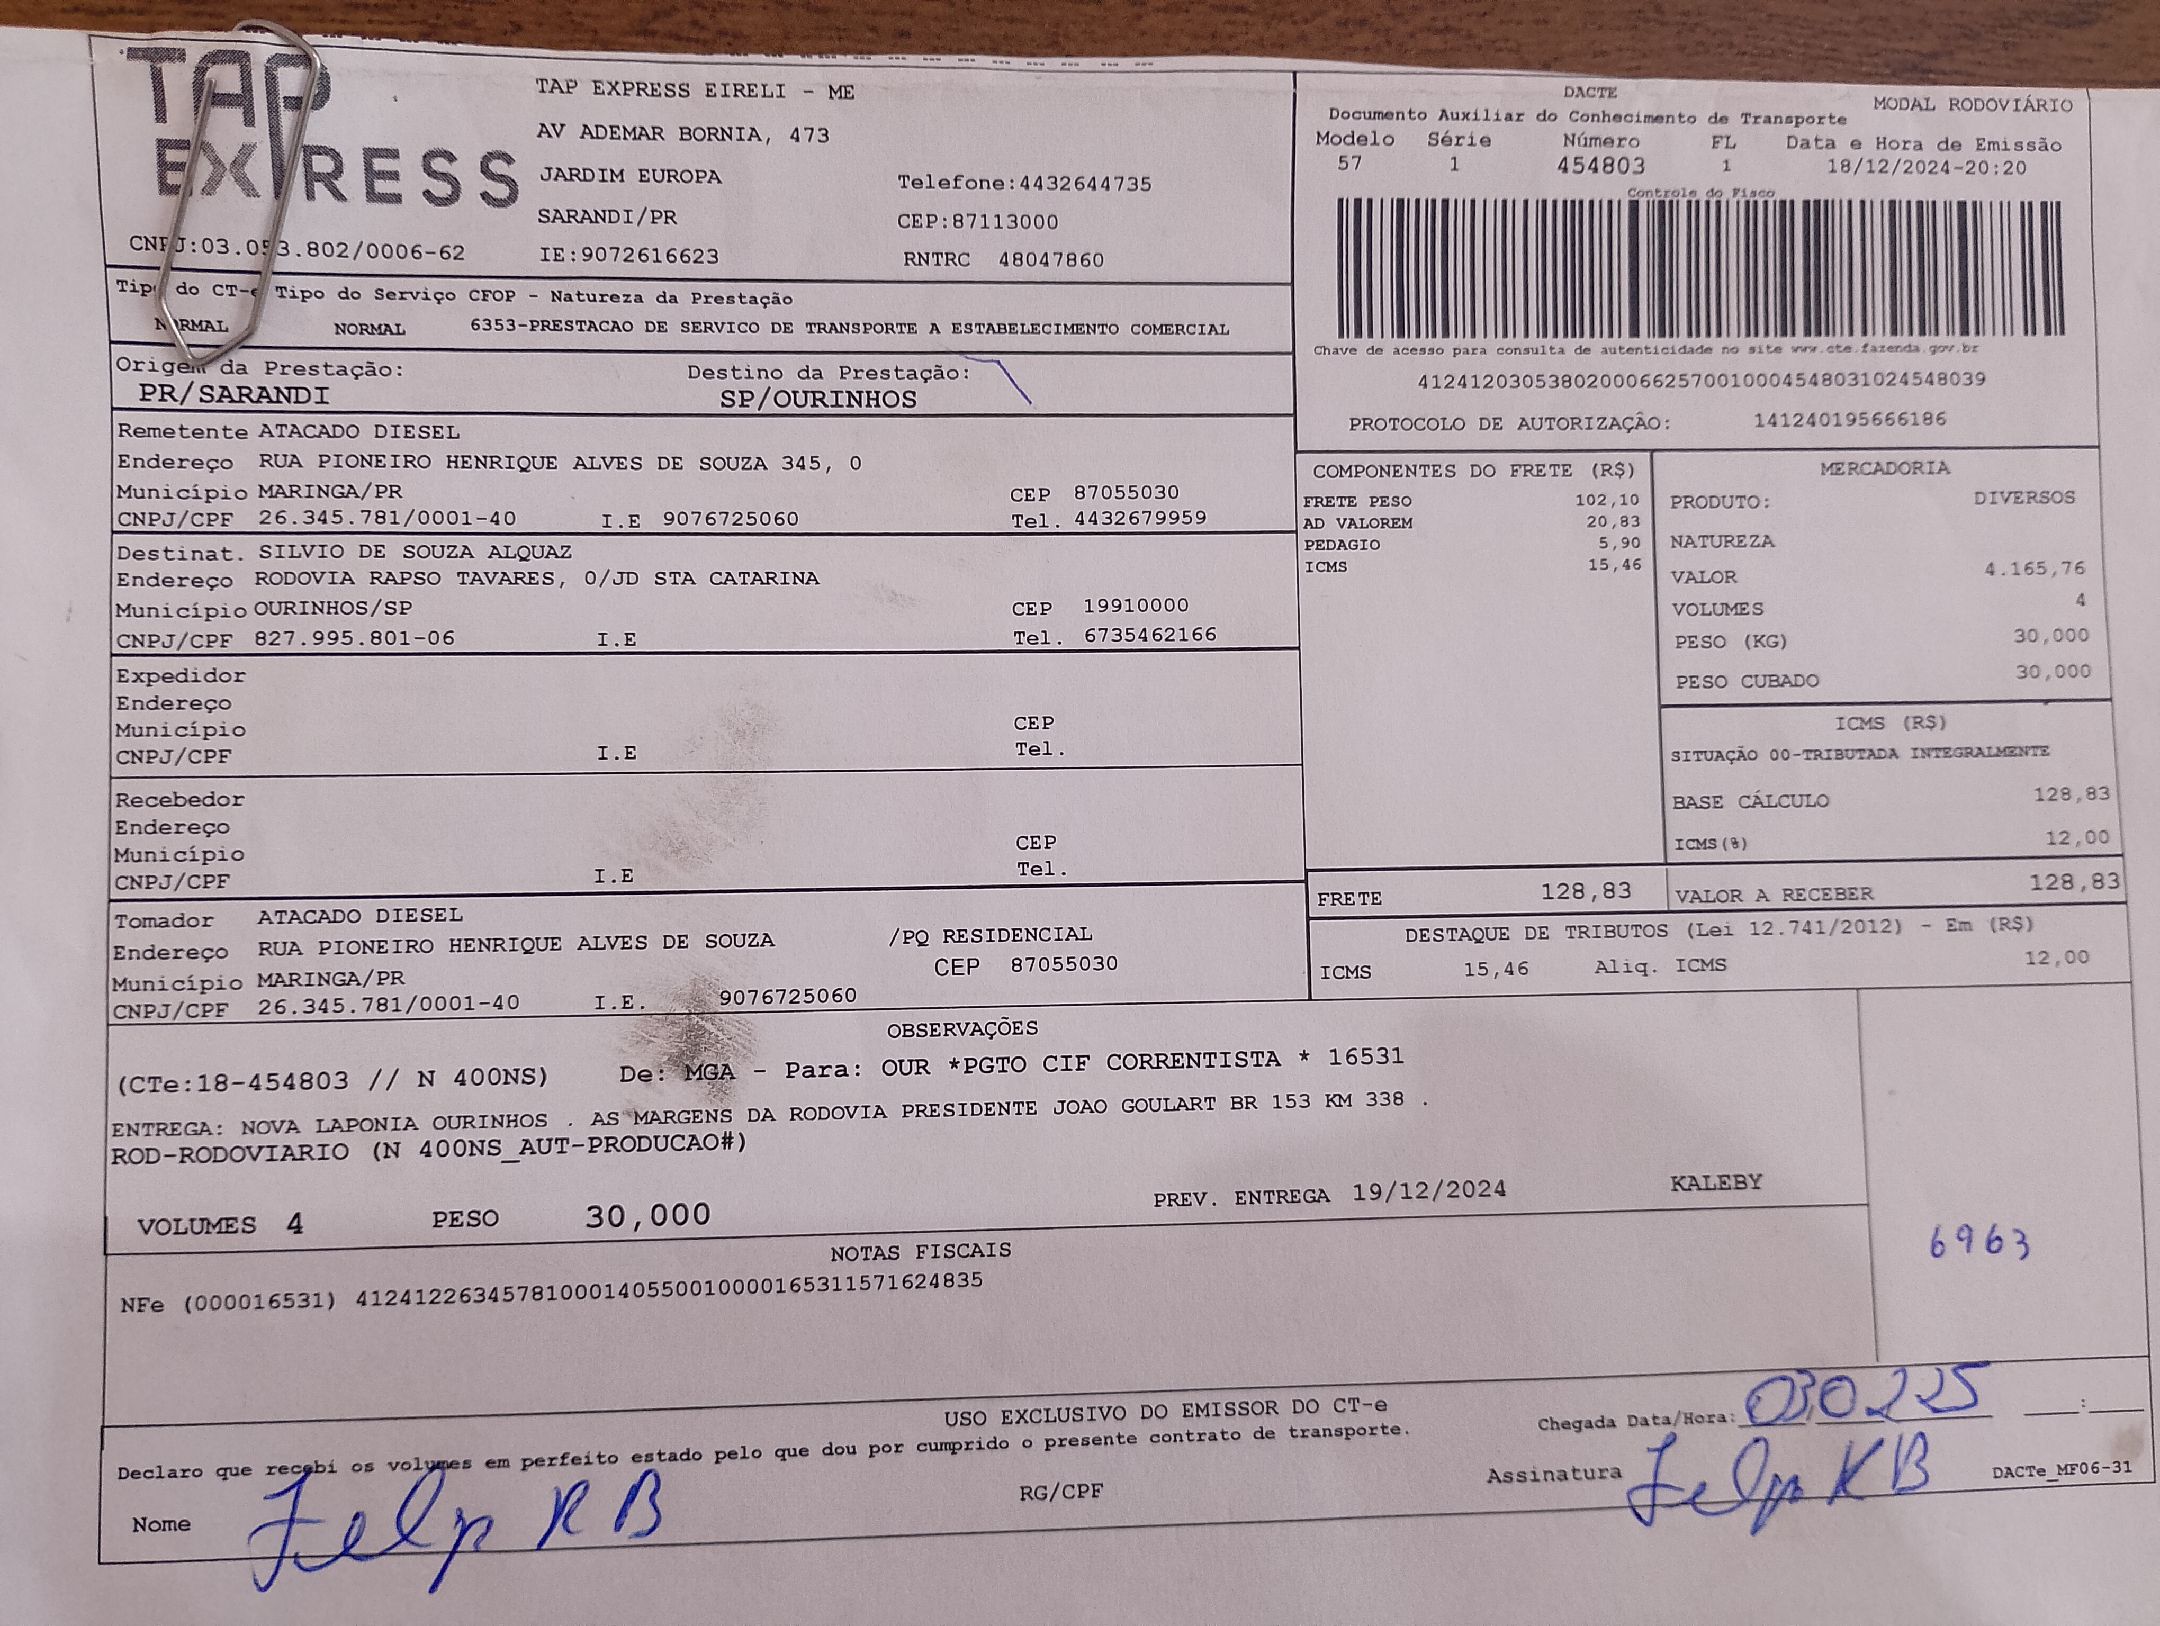 TAP
EXPRESS
TAP EXPRESS EIRELI - ME
AV ADEMAR BORNIA, 473
JARDIM EUROPA Telefone:4432644735
SARANDI/PR CEP:87113000
CNPJ:03.053.802/0006-62 IE:9072616623 RNTRC 48047860
DACTE MODAL RODOVIÁRIO
Documento Auxiliar do Conhecimento de Transporte
Modelo Série Número FL Data e Hora de Emissão
57 1 454803 1 18/12/2024-20:20
Controle do Fisco
Chave de acesso para consulta de autenticidade no site www.cte.fazenda.gov.br
41241203053802000662570010004548031024548039
PROTOCOLO DE AUTORIZAÇÃO: 141240195666186
Tipo do CT-e Tipo do Serviço CFOP - Natureza da Prestação
NORMAL NORMAL 6353-PRESTACAO DE SERVICO DE TRANSPORTE A ESTABELECIMENTO COMERCIAL
Origem da Prestação: Destino da Prestação:
PR/SARANDI SP/OURINHOS
Remetente ATACADO DIESEL
Endereço RUA PIONEIRO HENRIQUE ALVES DE SOUZA 345, 0
Município MARINGA/PR CEP 87055030
CNPJ/CPF 26.345.781/0001-40 I.E 9076725060 Tel. 4432679959
Destinat. SILVIO DE SOUZA ALQUAZ
Endereço RODOVIA RAPSO TAVARES, 0/JD STA CATARINA
Município OURINHOS/SP CEP 19910000
CNPJ/CPF 827.995.801-06 I.E Tel. 6735462166
Expedidor
Endereço
Município CEP
CNPJ/CPF I.E Tel.
Recebedor
Endereço
Município CEP
CNPJ/CPF I.E Tel.
Tomador ATACADO DIESEL
Endereço RUA PIONEIRO HENRIQUE ALVES DE SOUZA /PQ RESIDENCIAL
Município MARINGA/PR CEP 87055030
CNPJ/CPF 26.345.781/0001-40 I.E. 9076725060
COMPONENTES DO FRETE (R$)
FRETE PESO 102,10
AD VALOREM 20,83
PEDAGIO 5,90
ICMS 15,46
MERCADORIA
PRODUTO: DIVERSOS
NATUREZA
VALOR 4.165,76
VOLUMES 4
PESO (KG) 30,000
PESO CUBADO 30,000
ICMS (R$)
SITUAÇÃO 00-TRIBUTADA INTEGRALMENTE
BASE CÁLCULO 128,83
ICMS(%) 12,00
FRETE 128,83 VALOR A RECEBER 128,83
DESTAQUE DE TRIBUTOS (Lei 12.741/2012) - Em (R$)
ICMS 15,46 Aliq. ICMS 12,00
OBSERVAÇÕES
(CTe:18-454803 // N 400NS) De: MGA - Para: OUR *PGTO CIF CORRENTISTA * 16531
ENTREGA: NOVA LAPONIA OURINHOS . AS MARGENS DA RODOVIA PRESIDENTE JOAO GOULART BR 153 KM 338 .
ROD-RODOVIARIO (N 400NS_AUT-PRODUCAO#)
VOLUMES 4 PESO 30,000 PREV. ENTREGA 19/12/2024 KALEBY
6963
NOTAS FISCAIS
NFe (000016531) 41241226345781000140550010000165311571624835
USO EXCLUSIVO DO EMISSOR DO CT-e
Declaro que recebi os volumes em perfeito estado pelo que dou por cumprido o presente contrato de transporte.
Chegada Data/Hora: 030225 :
Nome RG/CPF Assinatura DACTe_MF06-31